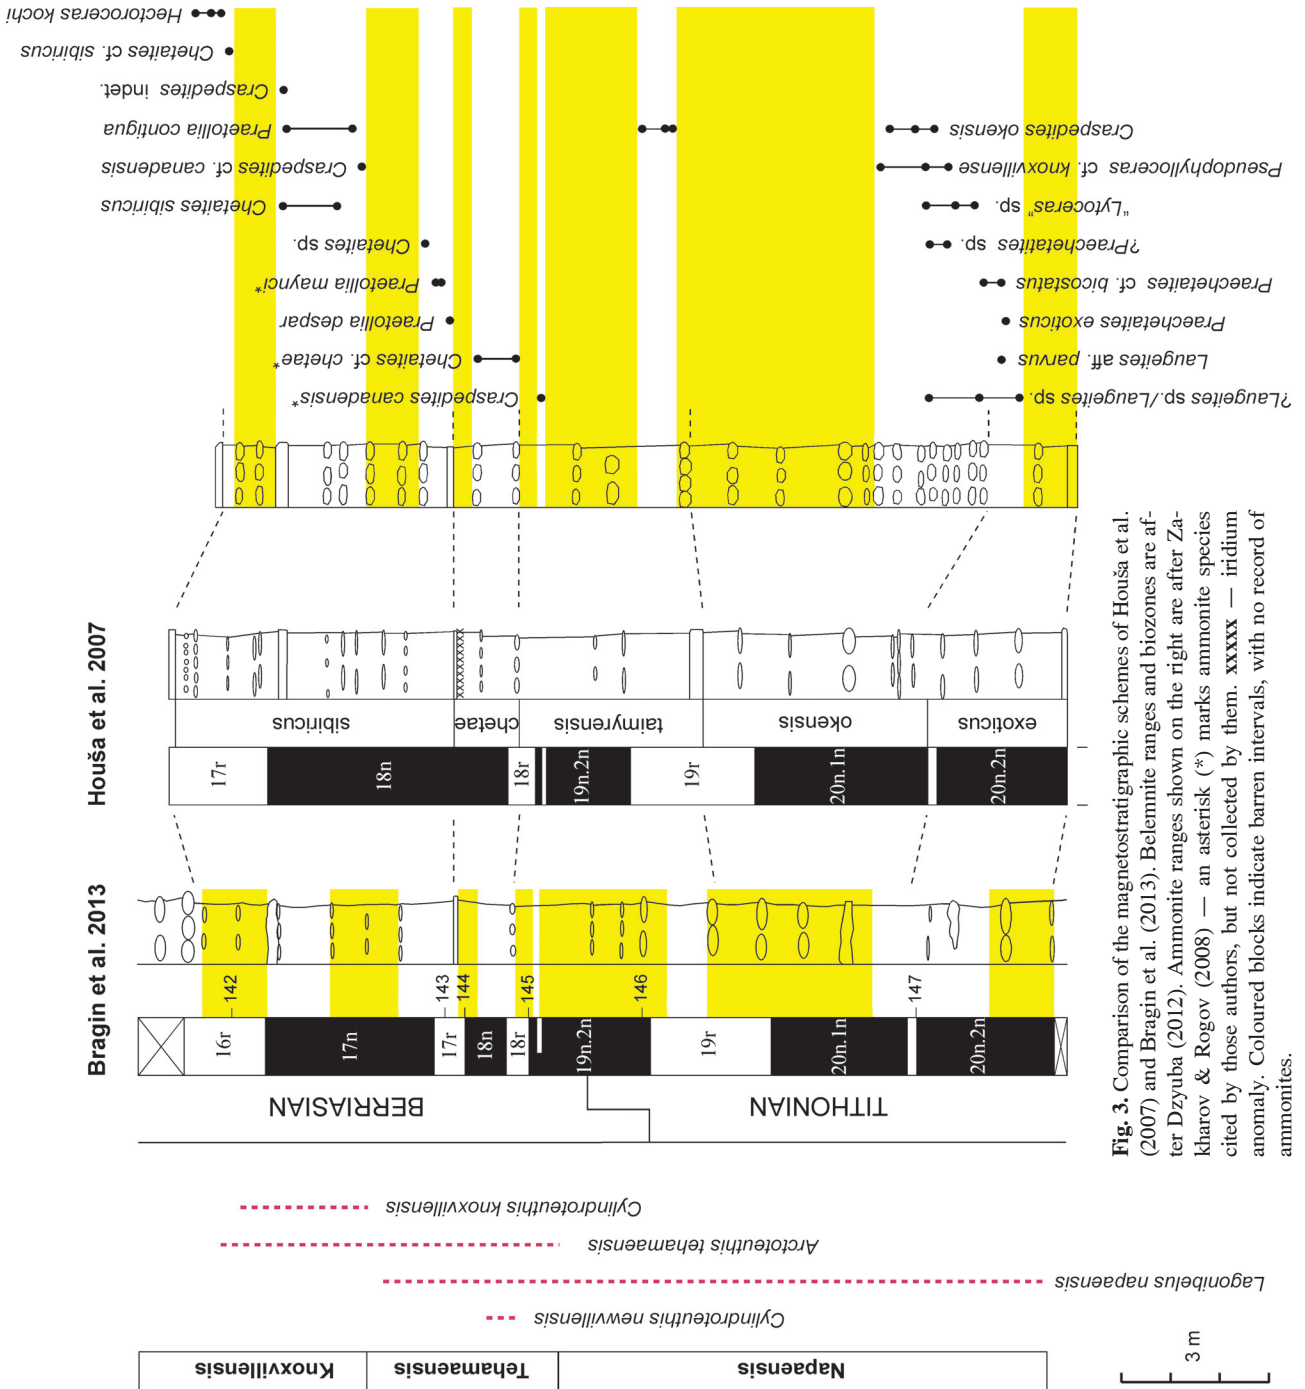 Bragin et al. 2013
Houša et al. 2007
Knoxvillensis
Tehamaensis
Napaensis
Cylindroteuthis newvillensis
Lagonibelus napaensis
Arctoteuthis tehamaensis
Cylindroteuthis knoxvillensis
BERRIASIAN
TITHONIAN
16r
17n
17r
18n
18r
19n.2n
19r
20n.1n
20n.2n
142
143
144
145
146
147
17r
18n
18r
19n.2n
19r
20n.1n
20n.2n
sibiricus
chetae
taimyrensis
okensis
exoticus
Hectoroceras kochi
Chetaites cf. sibiricus
Craspedites indet.
Praetollia contigua
Craspedites cf. canadensis
Chetaites sibiricus
Chetaites sp.
Praetollia maynci*
Praetollia despar
Chetaites cf. chetae*
Craspedites canadensis*
Craspedites okensis
Pseudophylloceras cf. knoxvillense
"Lytoceras" sp.
?Praechetatites sp.
Praechetaites cf. bicostatus
Praechetaites exoticus
Laugeites aff. parvus
?Laugeites sp./Laugeites sp.
3 m
Fig. 3. Comparison of the magnetostratigraphic schemes of Houša et al.
(2007) and Bragin et al. (2013). Belemnite ranges and biozones are af-
ter Dzyuba (2012). Ammonite ranges shown on the right are after Za-
kharov & Rogov (2008) — an asterisk (*) marks ammonite species
cited by those authors, but not collected by them. xxxxx — iridium
anomaly. Coloured blocks indicate barren intervals, with no record of
ammonites.